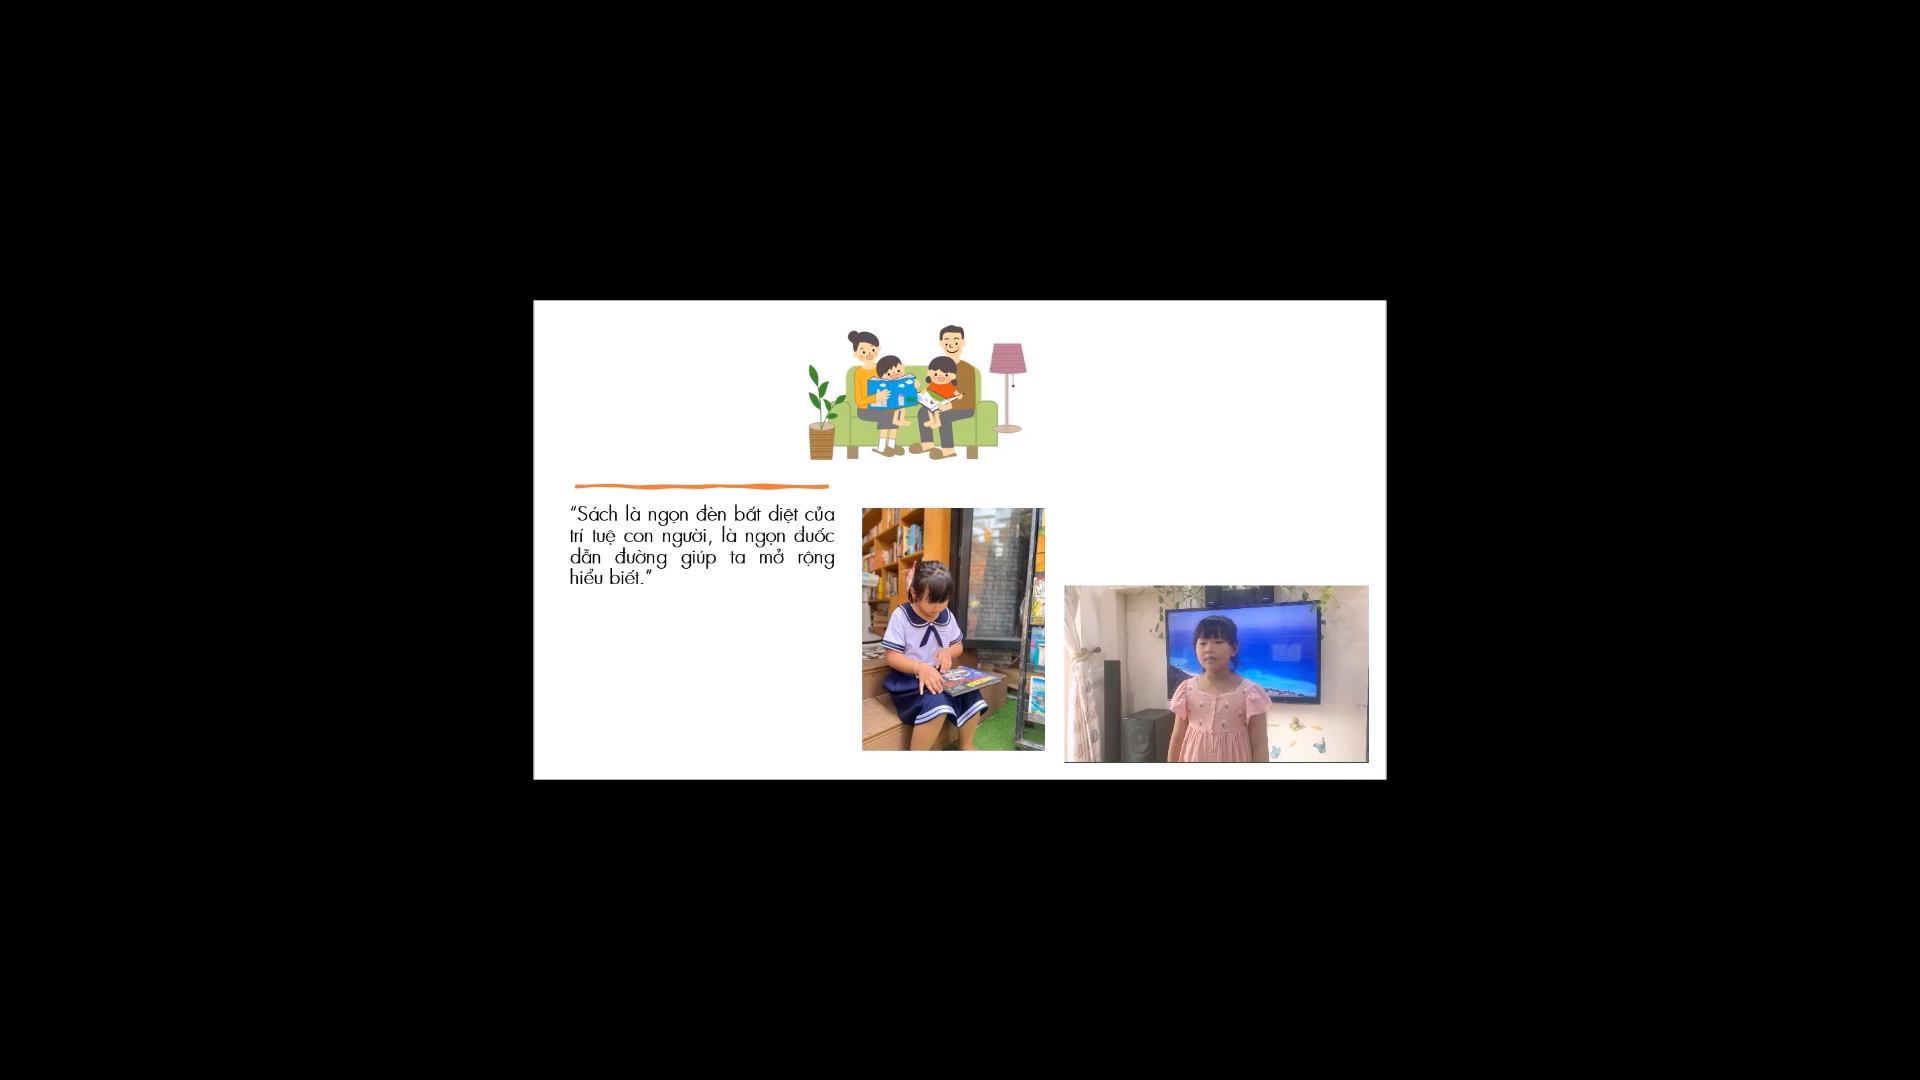 “Sách là ngọn đèn bất diệt của
trí tuệ con người, là ngọn đuốc
dẫn đường giúp ta mở rộng
hiểu biết.”